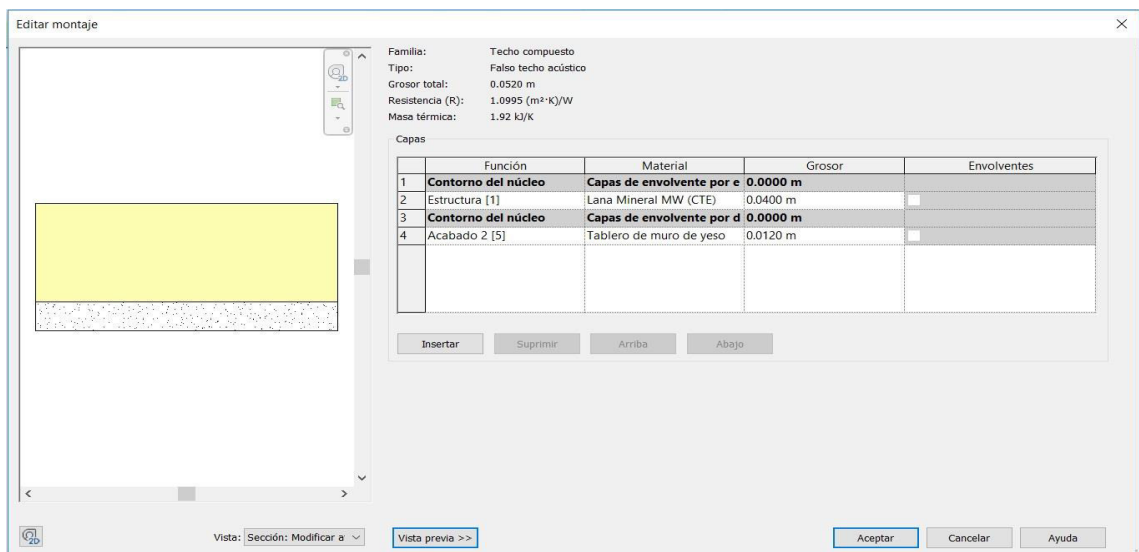 Editar montaje
Familia: Techo compuesto
Tipo: Falso techo acústico
Grosor total: 0.0520 m
Resistencia (R): 1.0995 (m²·K)/W
Masa térmica: 1.92 kJ/K
Capas
Función Material Grosor Envolventes
1 Contorno del núcleo Capas de envolvente por e 0.0000 m
2 Estructura [1] Lana Mineral MW (CTE) 0.0400 m
3 Contorno del núcleo Capas de envolvente por d 0.0000 m
4 Acabado 2 [5] Tablero de muro de yeso 0.0120 m
Insertar Suprimir Arriba Abajo
2D
2D Vista: Sección: Modificar a Vista previa >> Aceptar Cancelar Ayuda